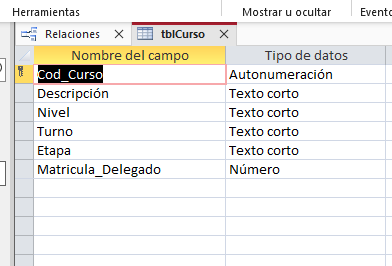 Herramientas Mostrar u ocultar Evento
Relaciones tblCurso
Nombre del campo Tipo de datos
Cod_Curso Autonumeración
Descripción Texto corto
Nivel Texto corto
Turno Texto corto
Etapa Texto corto
Matricula_Delegado Número